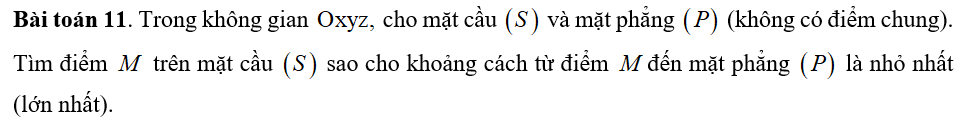 Bài toán 11. Trong không gian Oxyz, cho mặt cầu (S) và mặt phẳng (P) (không có điểm chung).
Tìm điểm M trên mặt cầu (S) sao cho khoảng cách từ điểm M đến mặt phẳng (P) là nhỏ nhất
(lớn nhất).